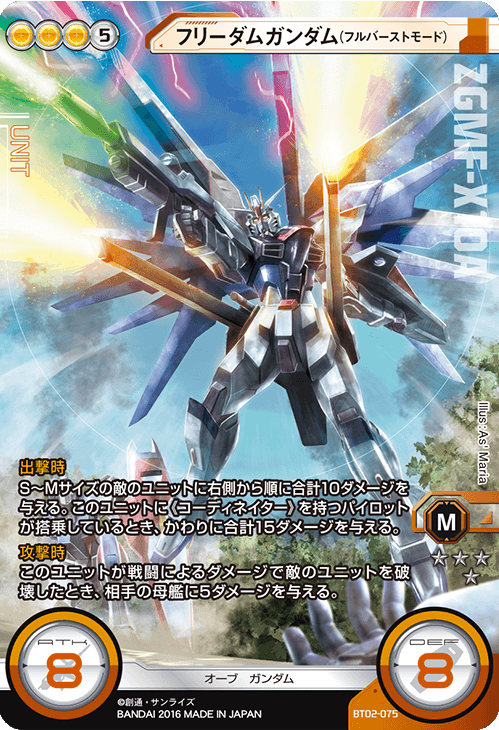 5
フリーダムガンダム(フルバーストモード)
UNIT
ZGMF-X10A
Illus:As' Maria
出撃時
S～Mサイズの敵のユニットに右側から順に合計10ダメージを
与える。このユニットに《コーディネイター》を持つパイロット
が搭乗しているとき、かわりに合計15ダメージを与える。
M
攻撃時
このユニットが戦闘によるダメージで敵のユニットを破
壊したとき、相手の母艦に5ダメージを与える。
ATK
8
DEF
8
オーブ ガンダム
©創通・サンライズ
BANDAI 2016 MADE IN JAPAN
BT02-075